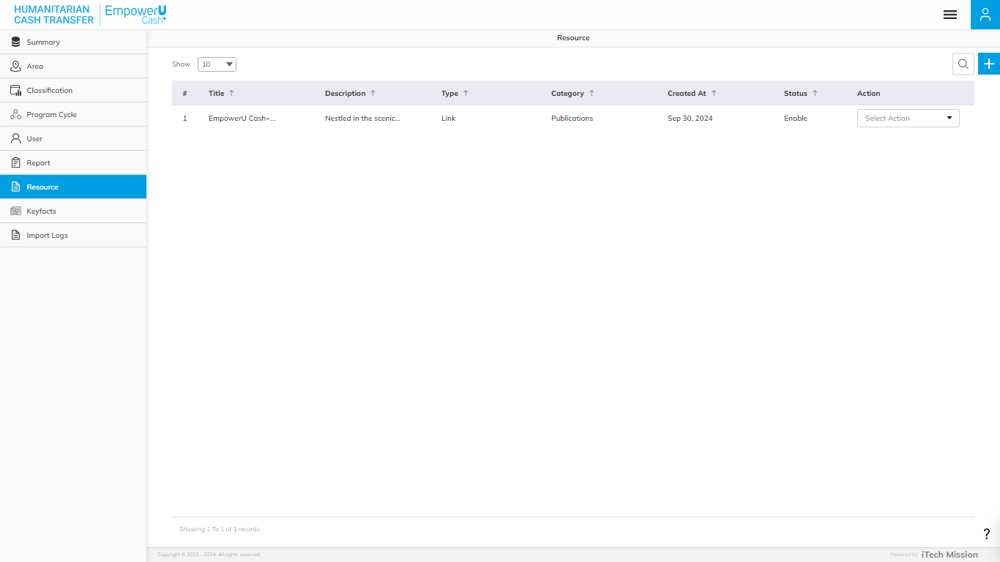 HUMANITARIAN
CASH TRANSFER
EmpowerU
Cash+
Summary
Area
Classification
Program Cycle
User
Report
Resource
Keyfacts
Import Logs
Resource
Show 10
# Title Description Type Category Created At Status Action
1 EmpowerU Cash+... Nestled in the scenic... Link Publications Sep 30, 2024 Enable Select Action
Showing 1 To 1 of 1 records
?
Copyright © 2022 - 2024. All rights reserved. Powered by iTech Mission